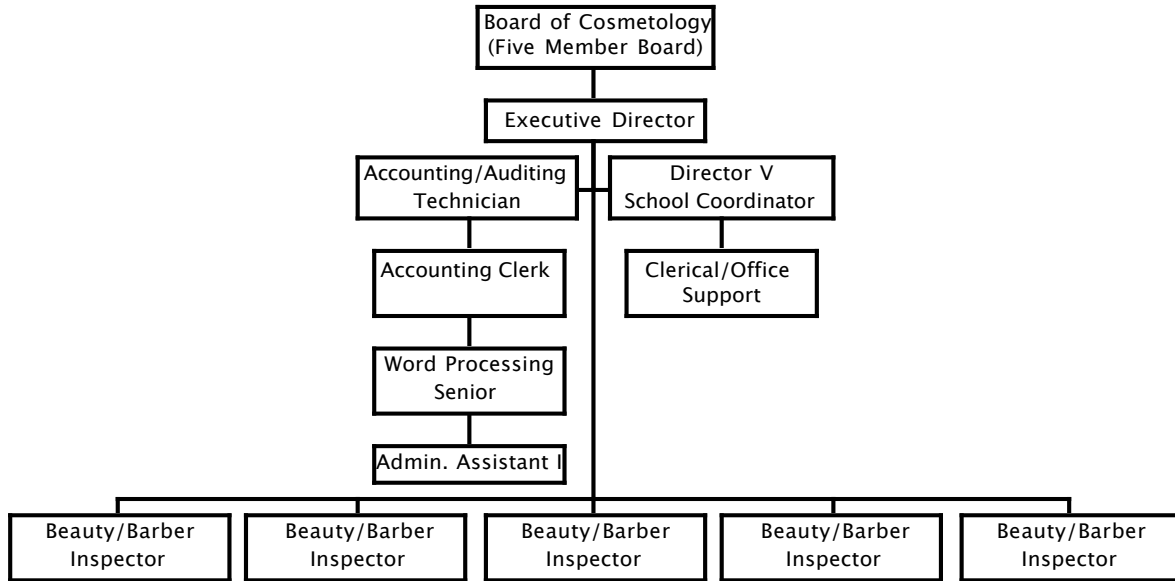 Board of Cosmetology
(Five Member Board)
Executive Director
Accounting/Auditing
Technician
Director V
School Coordinator
Accounting Clerk
Clerical/Office
Support
Word Processing
Senior
Admin. Assistant I
Beauty/Barber
Inspector
Beauty/Barber
Inspector
Beauty/Barber
Inspector
Beauty/Barber
Inspector
Beauty/Barber
Inspector